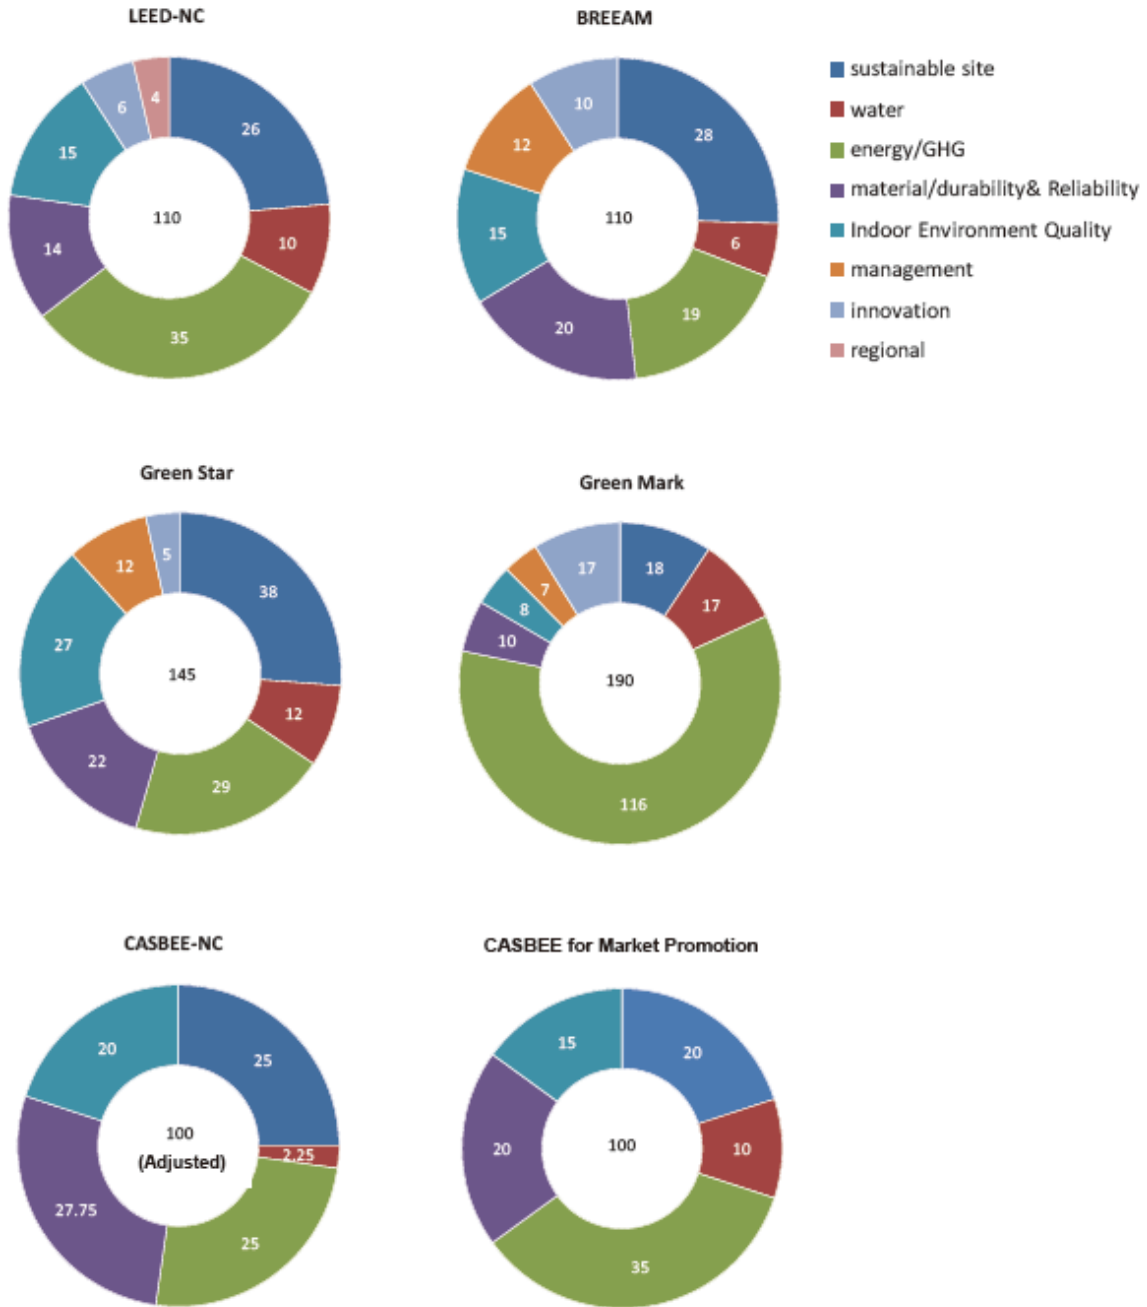 LEED-NC
26
10
35
14
15
6
4
110
BREEAM
28
6
19
20
15
12
10
110
sustainable site
water
energy/GHG
material/durability& Reliability
Indoor Environment Quality
management
innovation
regional
Green Star
38
12
29
22
27
12
5
145
Green Mark
18
17
116
10
8
7
17
190
CASBEE-NC
25
2.25
25
27.75
20
100
(Adjusted)
CASBEE for Market Promotion
20
10
35
20
15
100